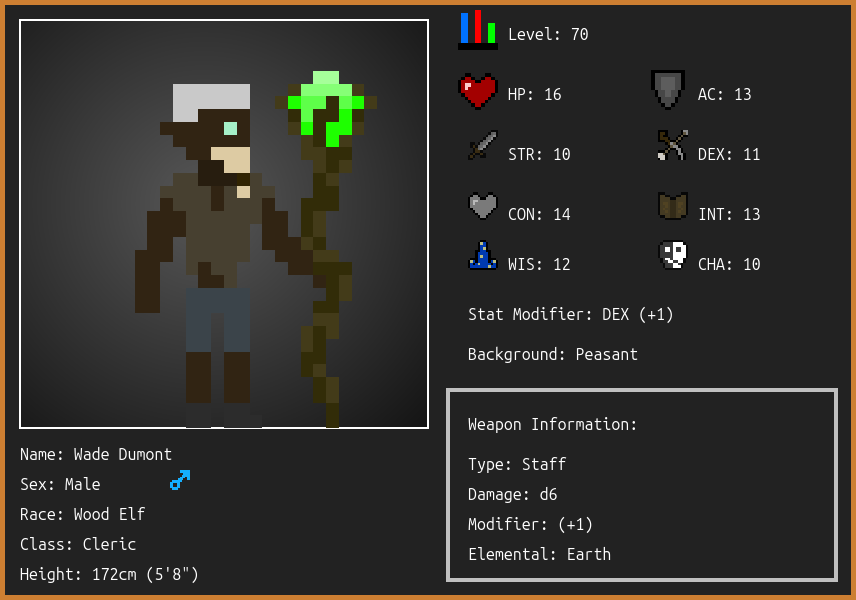 Level: 70
HP: 16
AC: 13
STR: 10
DEX: 11
CON: 14
INT: 13
WIS: 12
CHA: 10
Stat Modifier: DEX (+1)
Background: Peasant
Weapon Information:
Type: Staff
Damage: d6
Modifier: (+1)
Elemental: Earth
Name: Wade Dumont
Sex: Male
Race: Wood Elf
Class: Cleric
Height: 172cm (5'8")